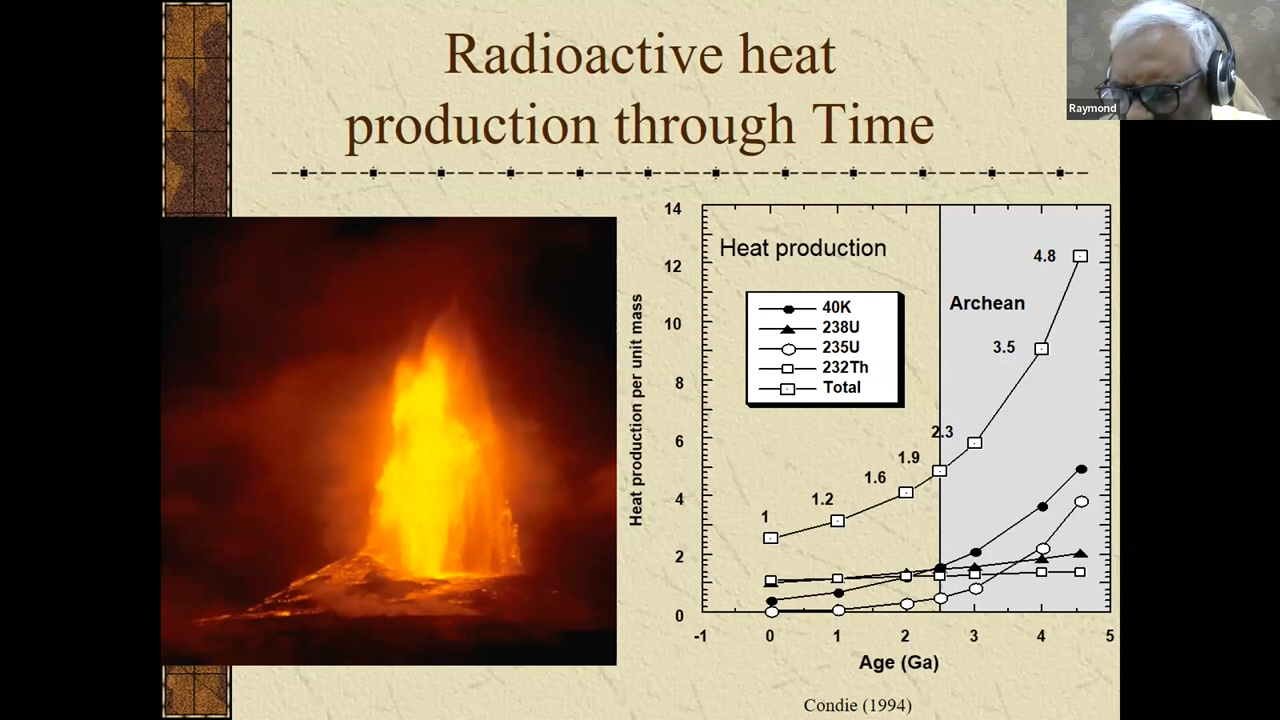 Radioactive heat
production through Time
Raymond
Heat production per unit mass
14
12
10
8
6
4
2
0
Heat production
40K
238U
235U
232Th
Total
Archean
4.8
3.5
2.3
1.9
1.6
1.2
1
-1 0 1 2 3 4 5
Age (Ga)
Condie (1994)